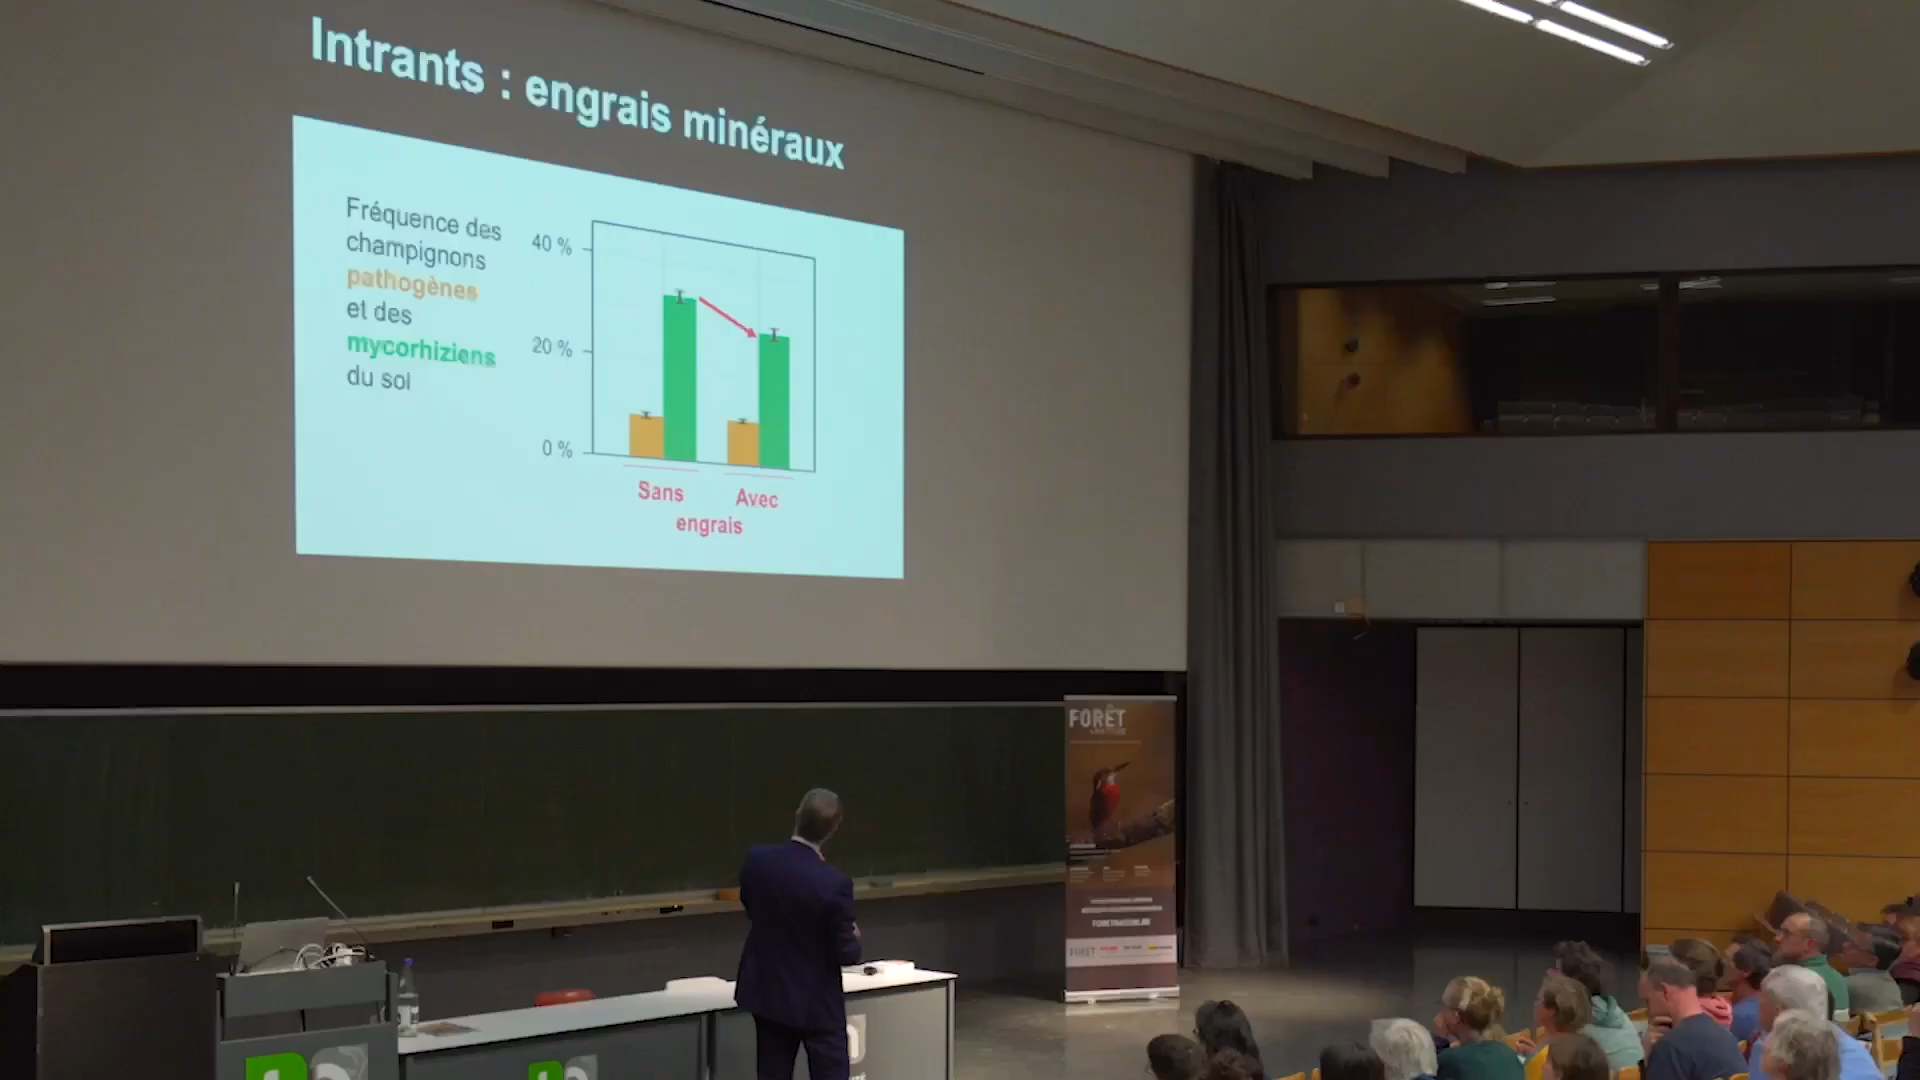 Intrants : engrais minéraux
Fréquence des
champignons
pathogènes
et des
mycorhiziens
du sol
40 %
20 %
0 %
Sans
Avec
engrais
FORÊT